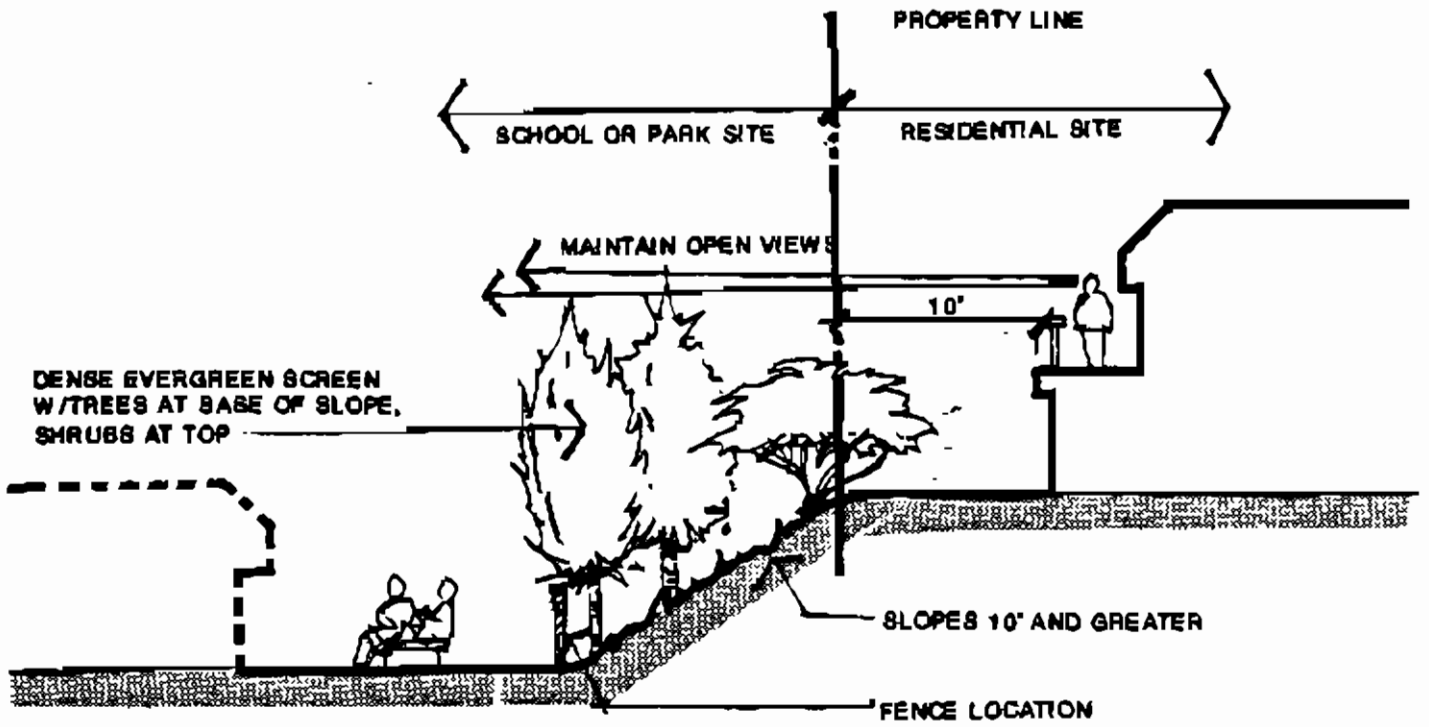 PROPERTY LINE
SCHOOL OR PARK SITE
RESIDENTIAL SITE
MAINTAIN OPEN VIEWS
10'
DENSE EVERGREEN SCREEN
W/TREES AT BASE OF SLOPE,
SHRUBS AT TOP
SLOPES 10' AND GREATER
FENCE LOCATION